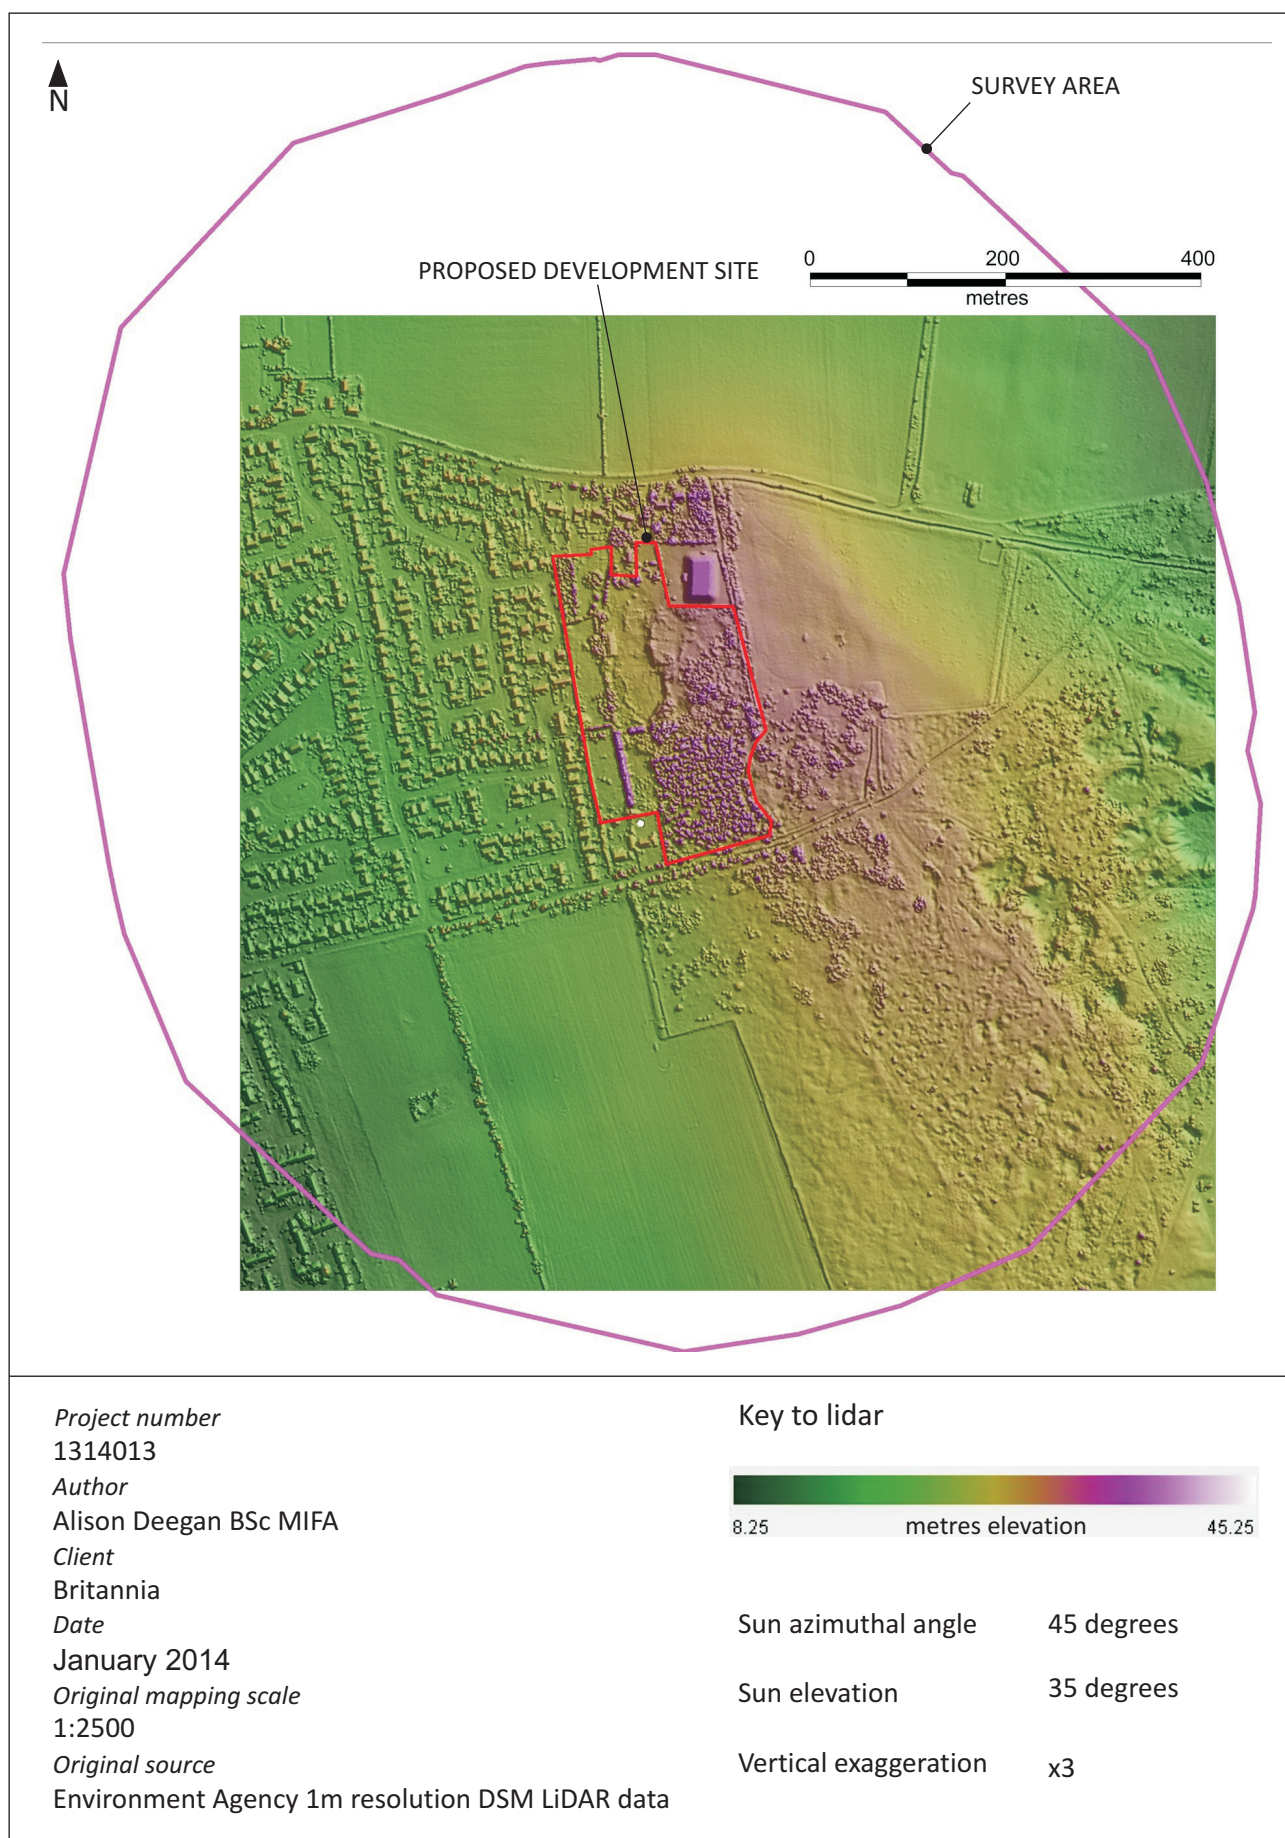 N
SURVEY AREA
PROPOSED DEVELOPMENT SITE
0 200 400
metres
Project number
1314013
Author
Alison Deegan BSc MIFA
Client
Britannia
Date
January 2014
Original mapping scale
1:2500
Original source
Environment Agency 1m resolution DSM LiDAR data
Key to lidar
8.25 metres elevation 45.25
Sun azimuthal angle 45 degrees
Sun elevation 35 degrees
Vertical exaggeration x3